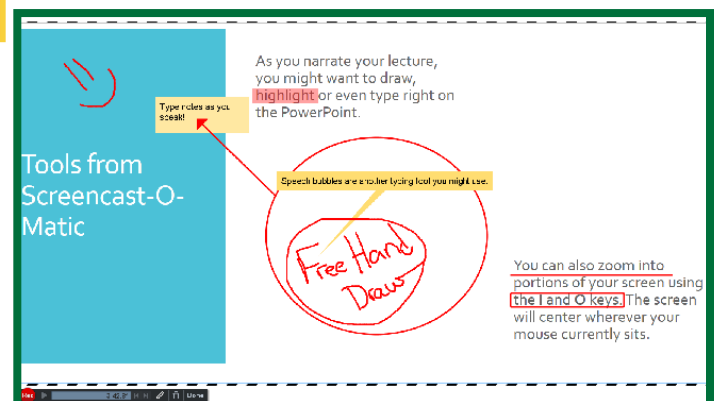 As you narrate your lecture,
you might want to draw,
highlight or even type right on
the PowerPoint.
Type notes as you
speak!
Tools from
Screencast-O-
Matic
Speech bubbles are another typing tool you might use.
Free Hand
Draw
You can also zoom into
portions of your screen using
the I and O keys. The screen
will center wherever your
mouse currently sits.
Rec
Done